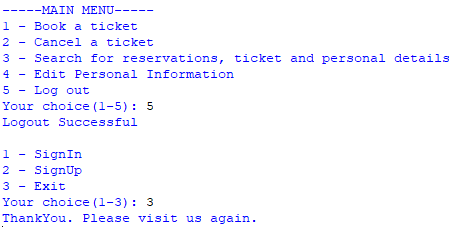 -----MAIN MENU-----
1 - Book a ticket
2 - Cancel a ticket
3 - Search for reservations, ticket and personal details
4 - Edit Personal Information
5 - Log out
Your choice(1-5): 5
Logout Successful
1 - SignIn
2 - SignUp
3 - Exit
Your choice(1-3): 3
ThankYou. Please visit us again.